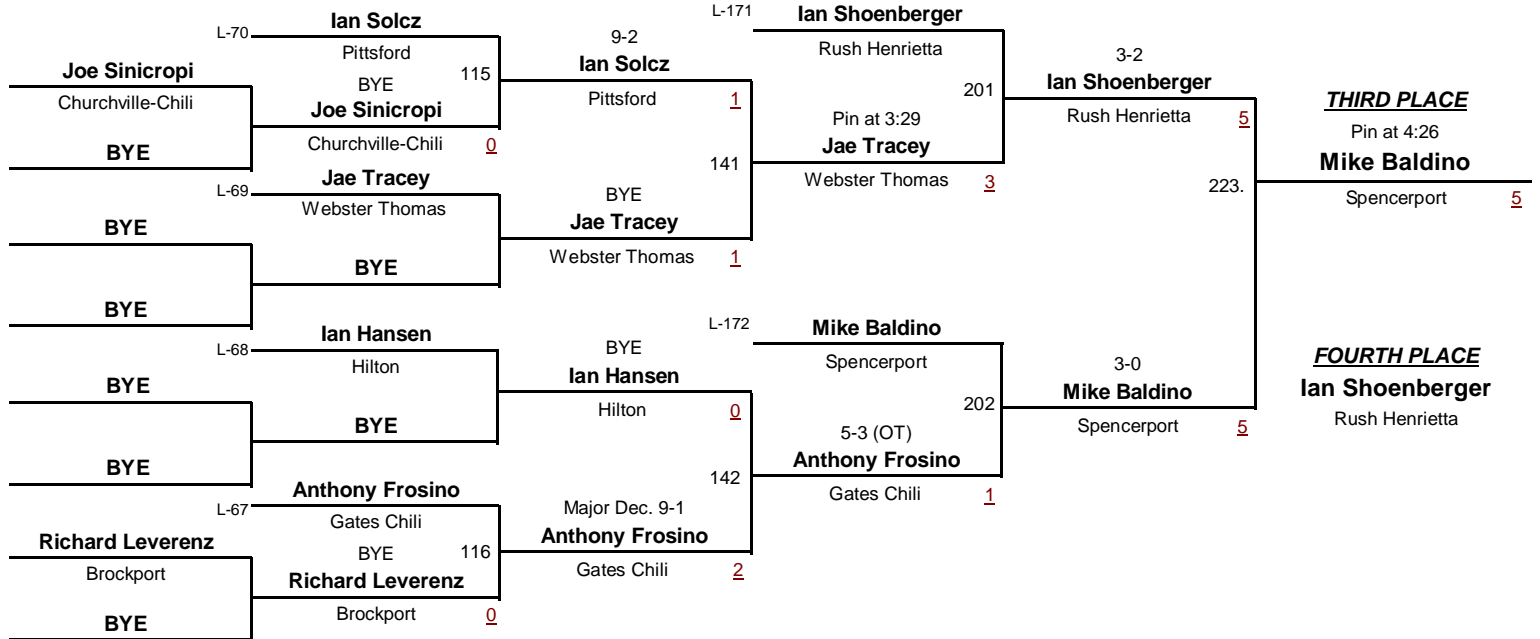 Joe Sinicropi
Churchville-Chili
BYE
BYE
BYE
BYE
BYE
Richard Leverenz
Brockport
BYE
L-70
Ian Solcz
Pittsford
BYE
115
Joe Sinicropi
Churchville-Chili 0
L-69
Jae Tracey
Webster Thomas
BYE
L-68
Ian Hansen
Hilton
BYE
L-67
Anthony Frosino
Gates Chili
BYE
116
Richard Leverenz
Brockport 0
9-2
Ian Solcz
Pittsford 1
141
BYE
Jae Tracey
Webster Thomas 1
BYE
Ian Hansen
Hilton 0
142
Major Dec. 9-1
Anthony Frosino
Gates Chili 2
L-171
Ian Shoenberger
Rush Henrietta
201
Pin at 3:29
Jae Tracey
Webster Thomas 3
L-172
Mike Baldino
Spencerport
202
5-3 (OT)
Anthony Frosino
Gates Chili 1
3-2
Ian Shoenberger
Rush Henrietta 5
223.
3-0
Mike Baldino
Spencerport 5
THIRD PLACE
Pin at 4:26
Mike Baldino
Spencerport 5
FOURTH PLACE
Ian Shoenberger
Rush Henrietta